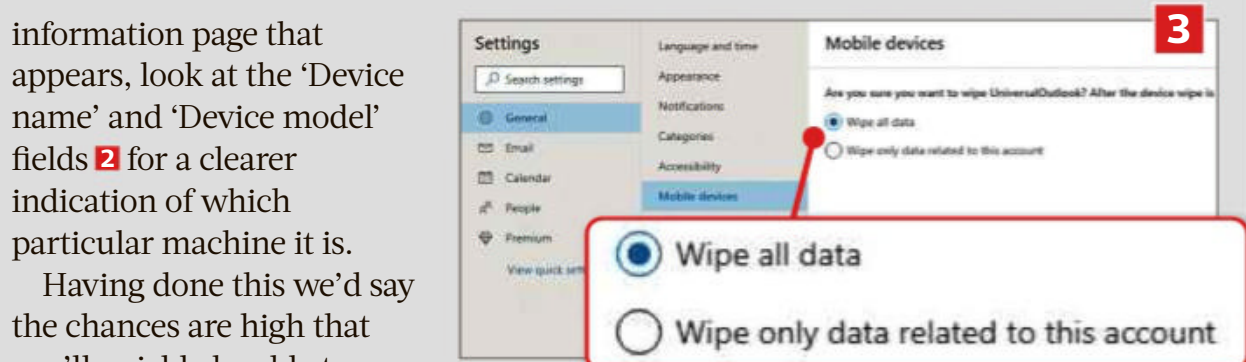 information page that
appears, look at the ‘Device
name’ and ‘Device model’
fields 2 for a clearer
indication of which
particular machine it is.
Having done this we’d say
the chances are high that
3
Settings
Search settings
General
Email
Calendar
People
Premium
View quick
Language and time
Appearance
Notifications
Categories
Accessibility
Mobile devices
Mobile devices
Are you sure you want to wipe UniversalOutlook? After the device wipe is
Wipe all data
Wipe only data related to this account
Wipe all data
Wipe only data related to this account